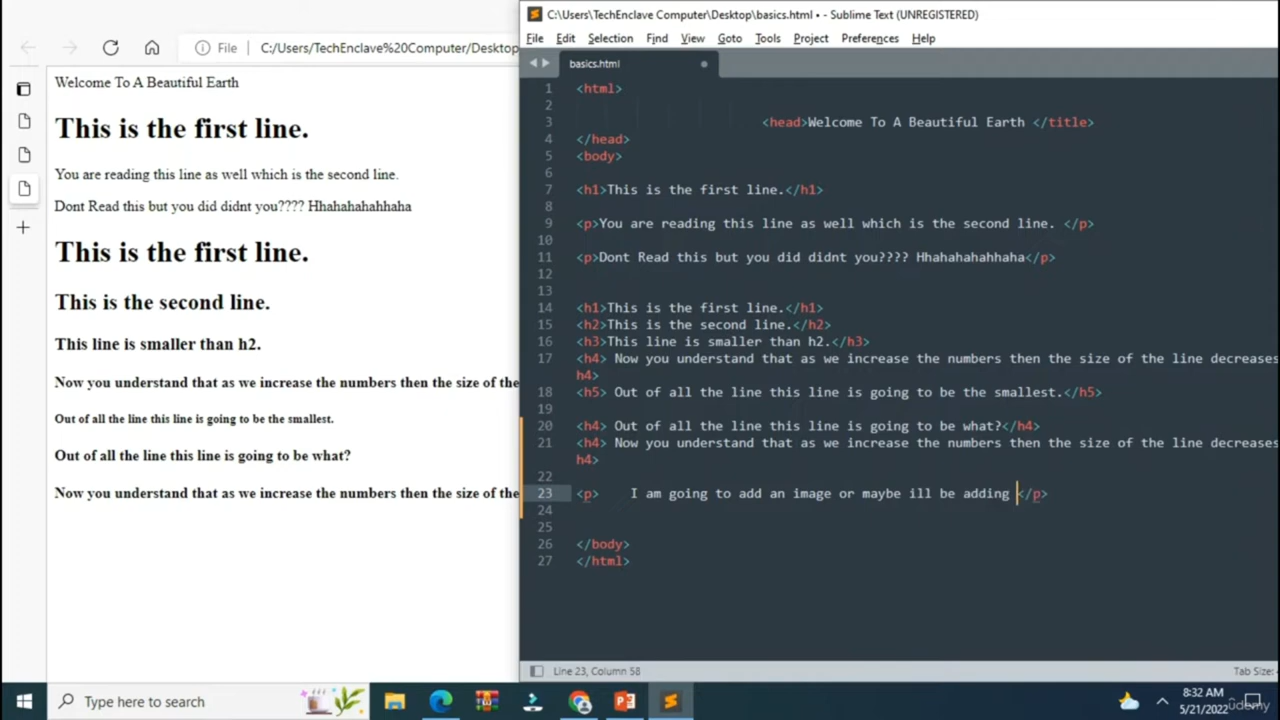 C:\Users\TechEnclave Computer\Desktop\basics.html • - Sublime Text (UNREGISTERED)
File Edit Selection Find View Goto Tools Project Preferences Help
File C:/Users/TechEnclave%20Computer/Desktop
basics.html
Welcome To A Beautiful Earth
This is the first line.
You are reading this line as well which is the second line.
Dont Read this but you did didnt you???? Hhahahahahhaha
This is the first line.
This is the second line.
This line is smaller than h2.
Now you understand that as we increase the numbers then the size of the
Out of all the line this line is going to be the smallest.
Out of all the line this line is going to be what?
Now you understand that as we increase the numbers then the size of the
1 <html>
2
3 <head>Welcome To A Beautiful Earth </title>
4 </head>
5 <body>
6
7 <h1>This is the first line.</h1>
8
9 <p>You are reading this line as well which is the second line. </p>
10
11 <p>Dont Read this but you did didnt you???? Hhahahahahhaha</p>
12
13
14 <h1>This is the first line.</h1>
15 <h2>This is the second line.</h2>
16 <h3>This line is smaller than h2.</h3>
17 <h4> Now you understand that as we increase the numbers then the size of the line decreases
h4>
18 <h5> Out of all the line this line is going to be the smallest.</h5>
19
20 <h4> Out of all the line this line is going to be what?</h4>
21 <h4> Now you understand that as we increase the numbers then the size of the line decreases
h4>
22
23 <p> I am going to add an image or maybe ill be adding </p>
24
25
26 </body>
27 </html>
Line 23, Column 58
Tab Size:
Type here to search
8:32 AM
5/21/2022
udemy